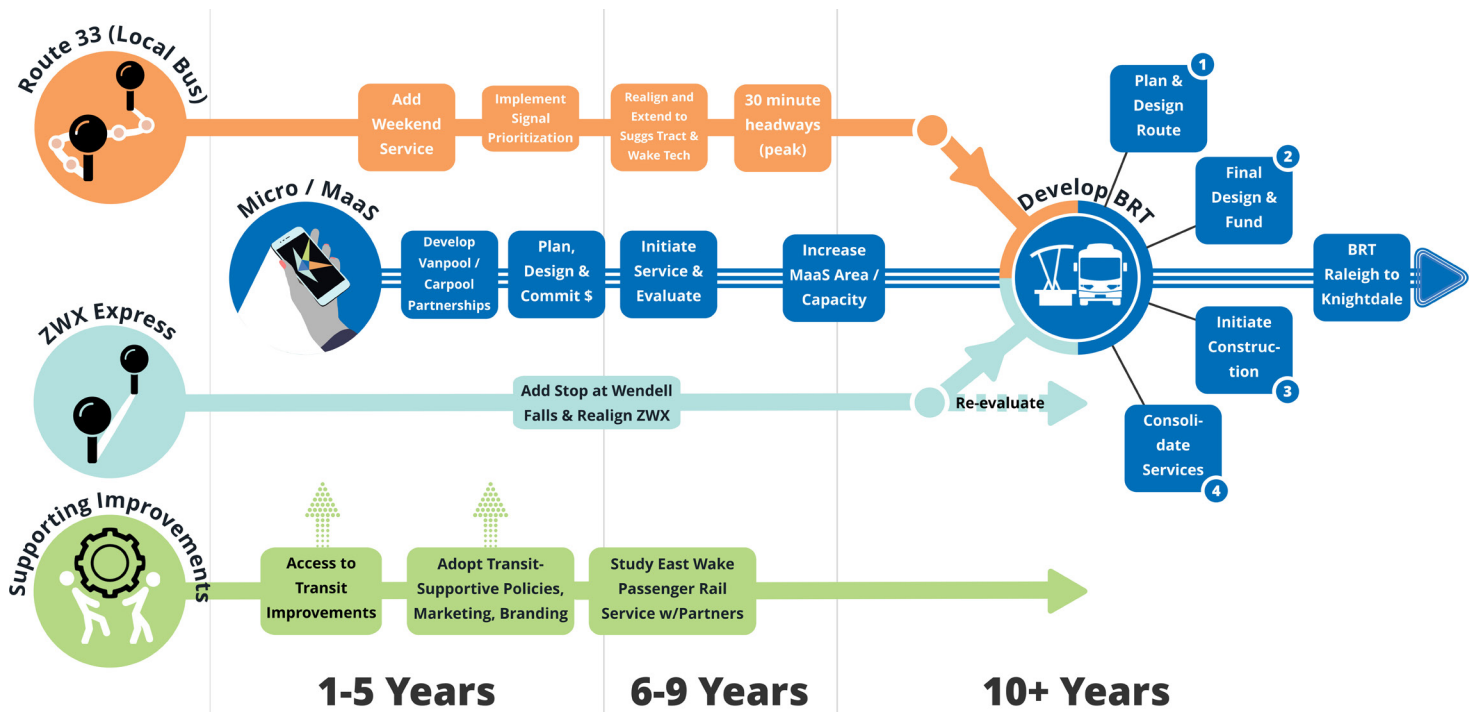 Route 33 (Local Bus)
Add
Weekend
Service
Implement
Signal
Prioritization
Realign and
Extend to
Suggs Tract &
Wake Tech
30 minute
headways
(peak)
Micro / MaaS
Develop
Vanpool /
Carpool
Partnerships
Plan,
Design &
Commit $
Initiate
Service &
Evaluate
Increase
MaaS Area /
Capacity
Develop BRT
1
Plan &
Design
Route
2
Final
Design &
Fund
Initiate
Construc-
tion
3
Consoli-
date
Services
4
BRT
Raleigh to
Knightdale
ZWX Express
Add Stop at Wendell
Falls & Realign ZWX
Re-evaluate
Supporting Improvements
Access to
Transit
Improvements
Adopt Transit-
Supportive Policies,
Marketing, Branding
Study East Wake
Passenger Rail
Service w/Partners
1-5 Years
6-9 Years
10+ Years